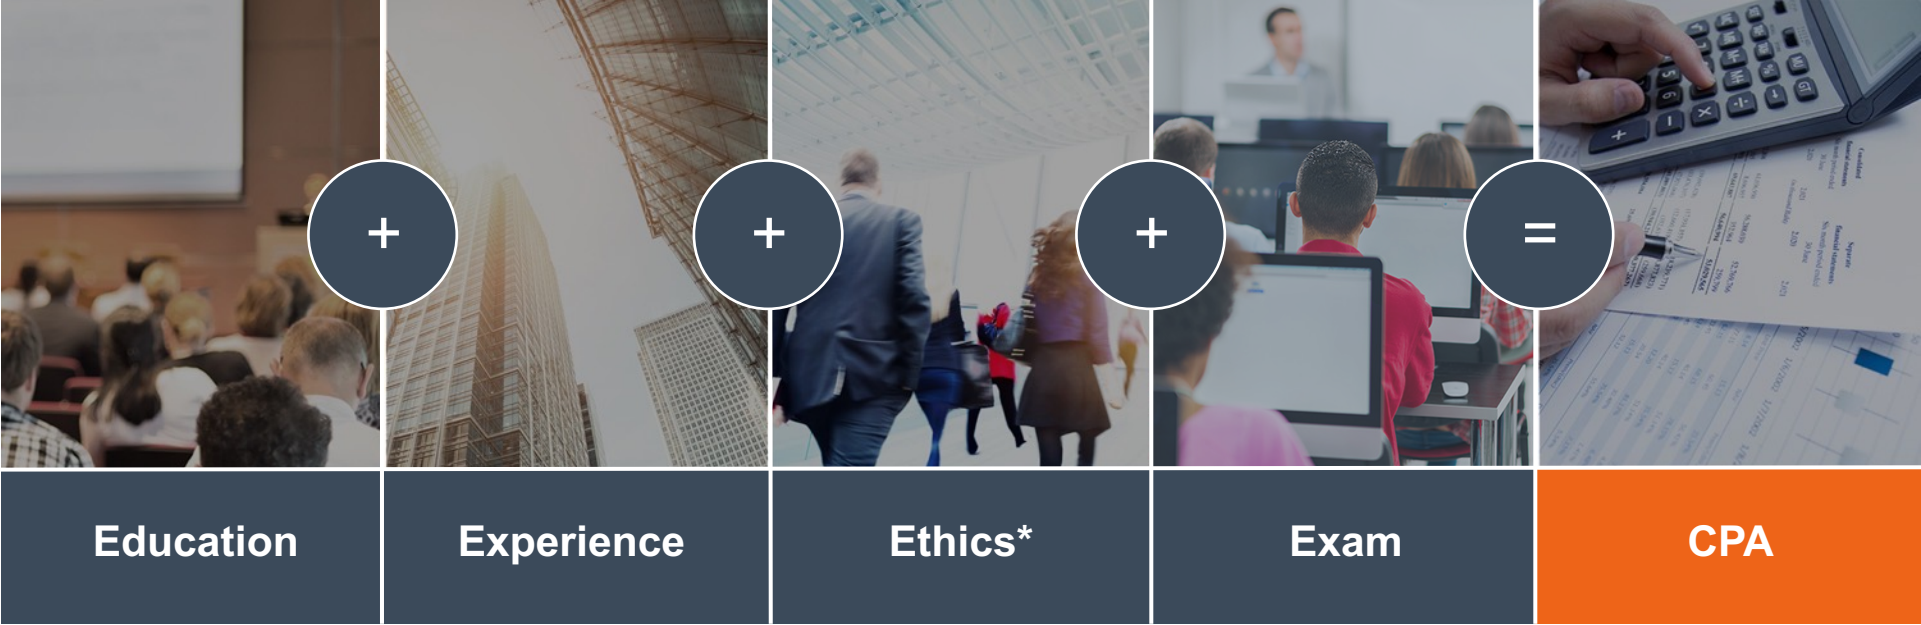 +
+
+
=
Education
Experience
Ethics*
Exam
CPA